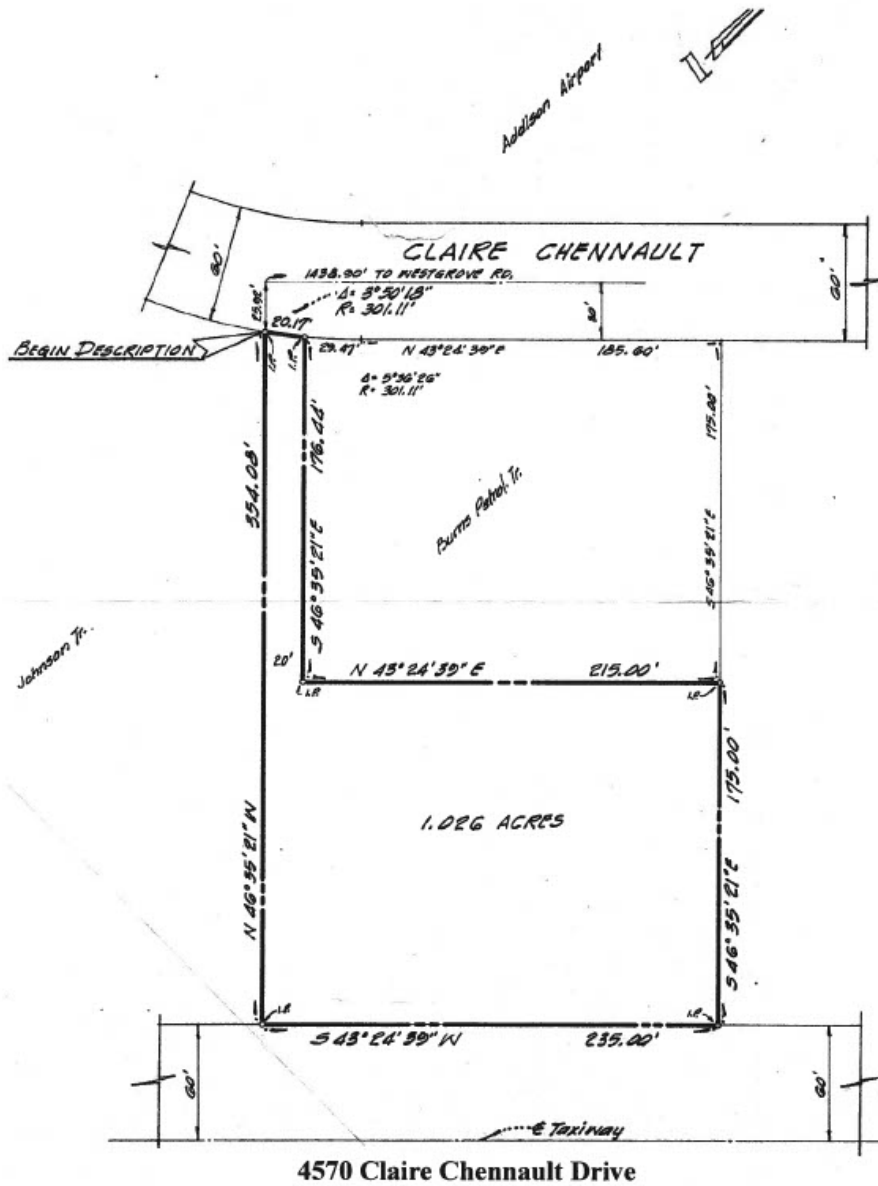 Addison Airport
CLAIRE CHENNAULT
60'
60'
1438.90' TO WESTGROVE RD.
Δ= 3°50'18"
R= 301.11'
23.92'
30'
20.17'
BEGIN DESCRIPTION
I.P.
I.P.
29.47'
N 43°24'39"E
185.60'
Δ= 5°36'26"
R= 301.11'
354.08'
176.44'
175.00'
Burns Patrol Tr.
S 46°35'21"E
S 46°35'21"E
Johnson Tr.
20'
N 43°24'39"E
215.00'
I.P.
I.P.
175.00'
1.026 ACRES
N 46°35'21"W
S 46°35'21"E
I.P.
I.P.
S 43°24'39"W
235.00'
60'
60'
℄ Taxiway
4570 Claire Chennault Drive